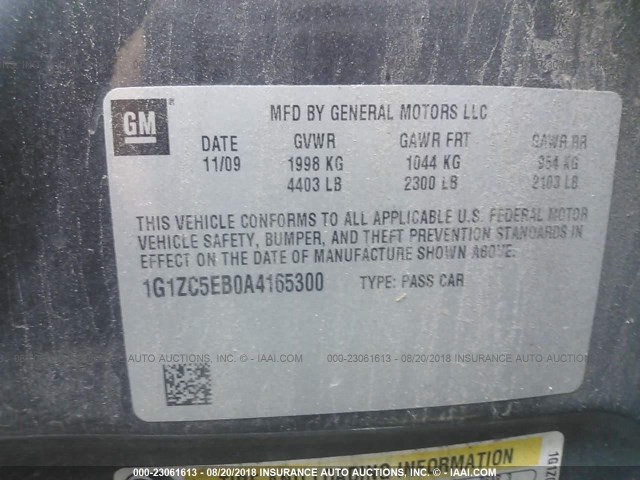 GM
MFD BY GENERAL MOTORS LLC
DATE GVWR GAWR FRT GAWR RR
11/09 1998 KG 1044 KG 954 KG
4403 LB 2300 LB 2103 LB
THIS VEHICLE CONFORMS TO ALL APPLICABLE U.S. FEDERAL MOTOR
VEHICLE SAFETY, BUMPER, AND THEFT PREVENTION STANDARDS IN
EFFECT ON THE DATE OF MANUFACTURE SHOWN ABOVE.
1G1ZC5EB0A4165300 TYPE: PASS CAR
AUTO AUCTIONS, INC. © - IAAI.COM 000-23061613 - 08/20/2018 INSURANCE AUTO AUCTIONS, INC
INFORMATION
000-23061613 - 08/20/2018 INSURANCE AUTO AUCTIONS, INC. © - IAAI.COM